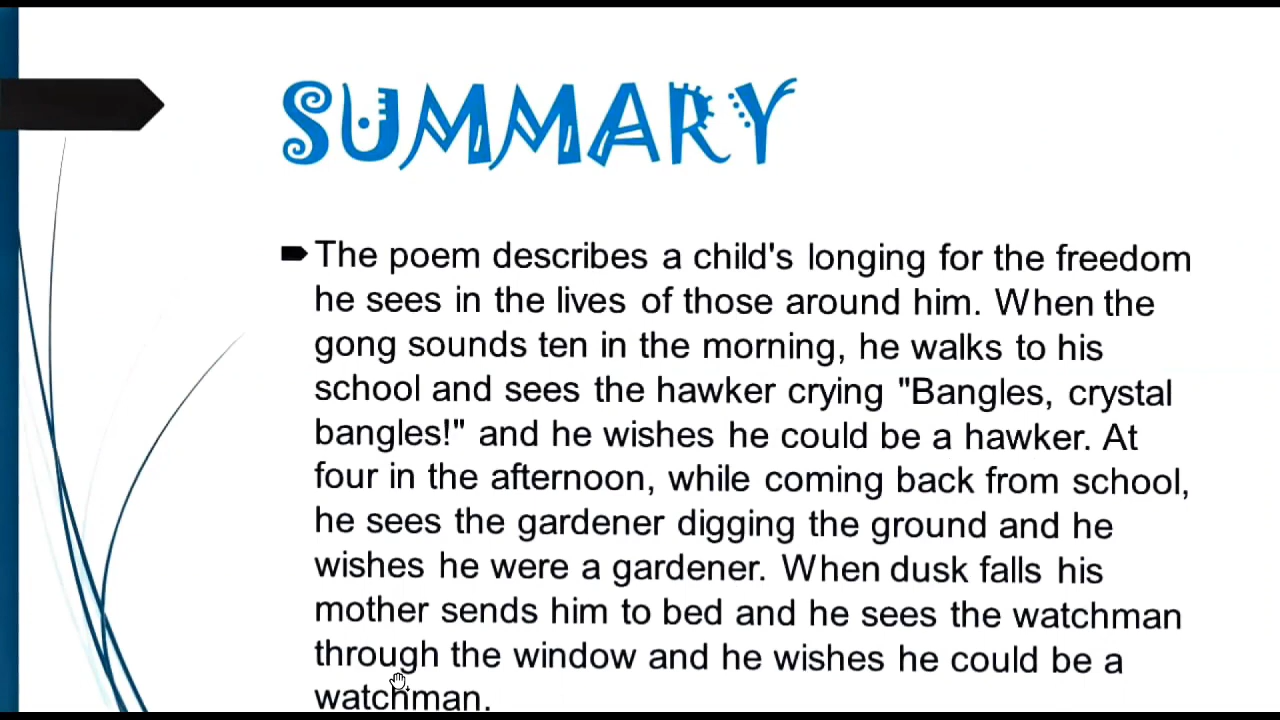 SUMMARY
The poem describes a child's longing for the freedom
he sees in the lives of those around him. When the
gong sounds ten in the morning, he walks to his
school and sees the hawker crying "Bangles, crystal
bangles!" and he wishes he could be a hawker. At
four in the afternoon, while coming back from school,
he sees the gardener digging the ground and he
wishes he were a gardener. When dusk falls his
mother sends him to bed and he sees the watchman
through the window and he wishes he could be a
watchman.